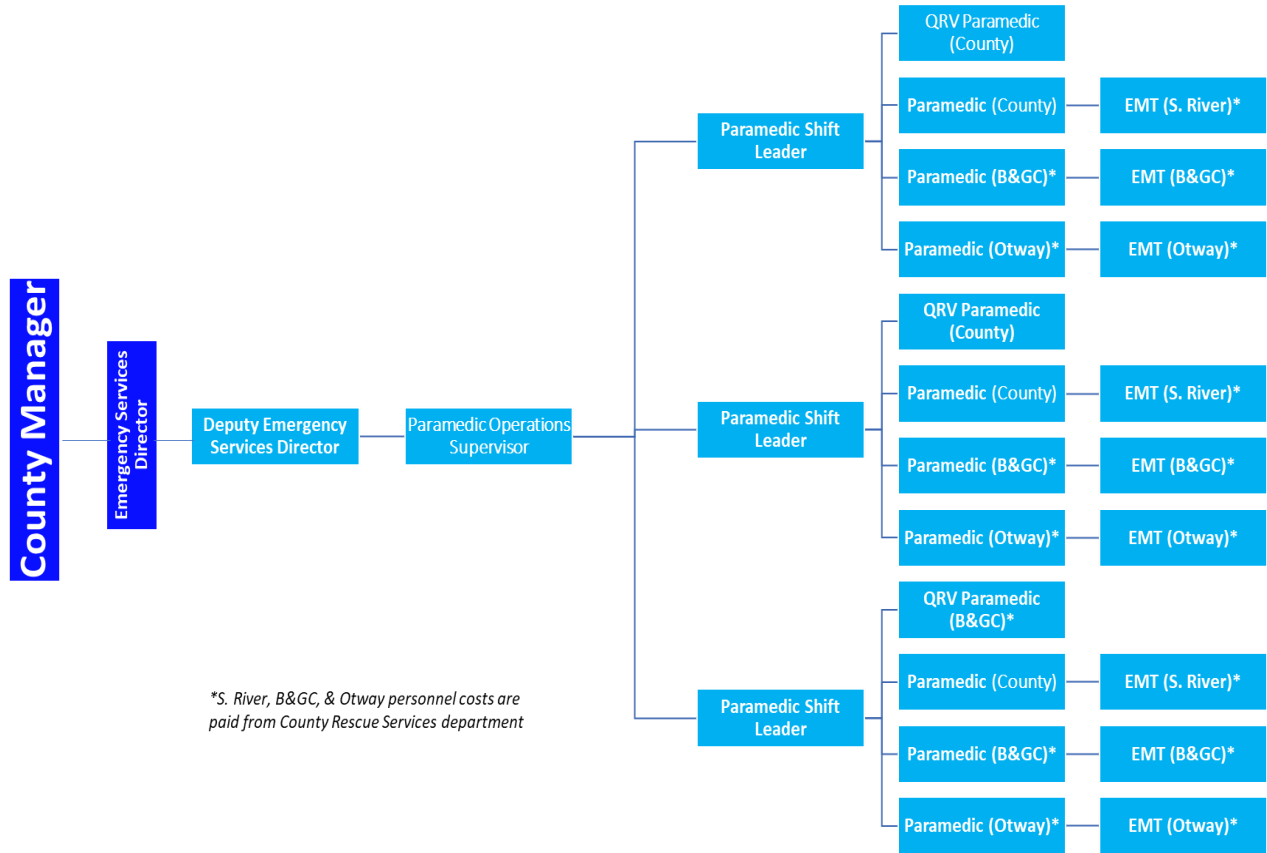 County Manager
Emergency Services
Director
Deputy Emergency
Services Director
Paramedic Operations
Supervisor
Paramedic Shift
Leader
QRV Paramedic
(County)
Paramedic (County)
EMT (S. River)*
Paramedic (B&GC)*
EMT (B&GC)*
Paramedic (Otway)*
EMT (Otway)*
Paramedic Shift
Leader
QRV Paramedic
(County)
Paramedic (County)
EMT (S. River)*
Paramedic (B&GC)*
EMT (B&GC)*
Paramedic (Otway)*
EMT (Otway)*
Paramedic Shift
Leader
QRV Paramedic
(B&GC)*
Paramedic (County)
EMT (S. River)*
Paramedic (B&GC)*
EMT (B&GC)*
Paramedic (Otway)*
EMT (Otway)*
*S. River, B&GC, & Otway personnel costs are
paid from County Rescue Services department